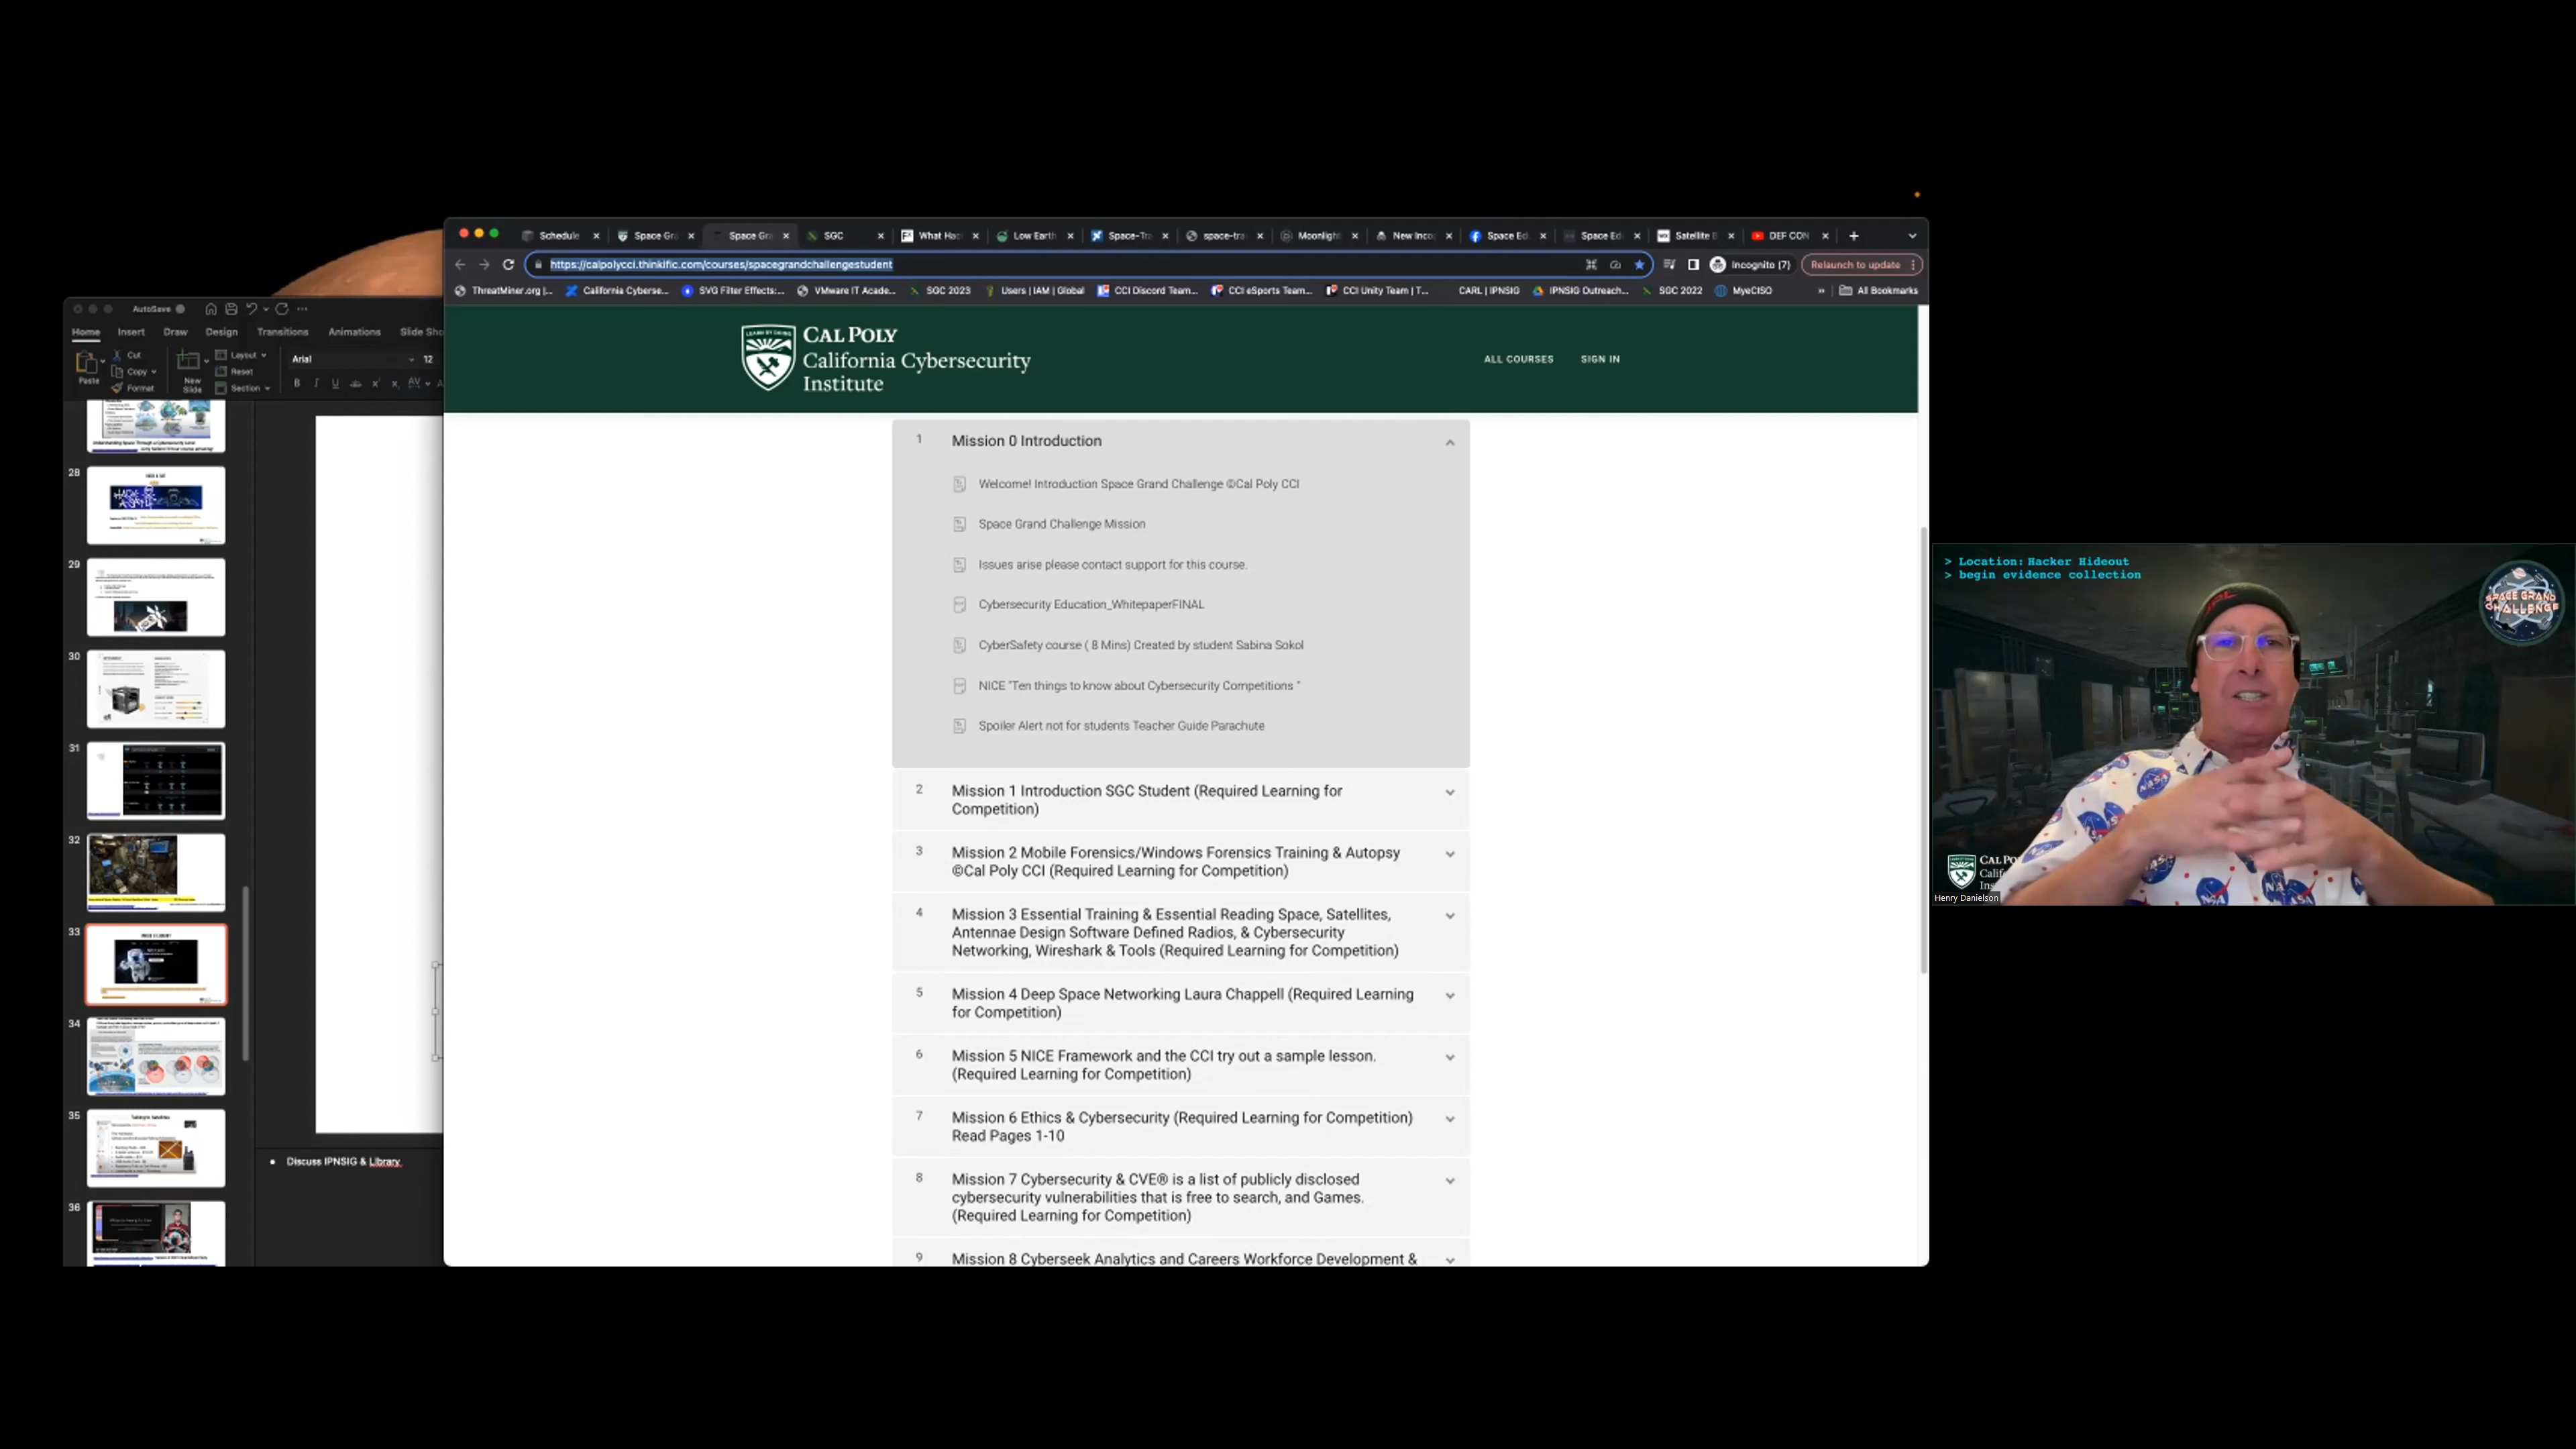 AutoSave
Home Insert Draw Design Transitions Animations Slide Sho
Paste
Cut
Copy
Format
New Slide
Layout
Reset
Section
Arial
12
28
29
30
31
32
33
34
35
36
Discuss IPNSIG & Library
Schedule Space Gr Space Gr SGC What Hac Low Earth Space-Tr space-tra Moonligh New Inco Space Ed Space Ed Satellite DEF CON
https://calpolycci.thinkific.com/courses/spacegrandchallengestudent
Incognito (7) Relaunch to update
ThreatMiner.org |... California Cyberse... SVG Filter Effects:... VMware IT Acade... SGC 2023 Users | IAM | Global CCI Discord Team... CCI eSports Team... CCI Unity Team | T... CARL | IPNSIG IPNSIG Outreach... SGC 2022 MyeCISO » All Bookmarks
CAL POLY
California Cybersecurity
Institute
ALL COURSES SIGN IN
1 Mission 0 Introduction
Welcome! Introduction Space Grand Challenge ©Cal Poly CCI
Space Grand Challenge Mission
Issues arise please contact support for this course.
Cybersecurity Education_WhitepaperFINAL
CyberSafety course ( 8 Mins) Created by student Sabina Sokol
NICE "Ten things to know about Cybersecurity Competitions "
Spoiler Alert not for students Teacher Guide Parachute
2 Mission 1 Introduction SGC Student (Required Learning for
Competition)
3 Mission 2 Mobile Forensics/Windows Forensics Training & Autopsy
©Cal Poly CCI (Required Learning for Competition)
4 Mission 3 Essential Training & Essential Reading Space, Satellites,
Antennae Design Software Defined Radios, & Cybersecurity
Networking, Wireshark & Tools (Required Learning for Competition)
5 Mission 4 Deep Space Networking Laura Chappell (Required Learning
for Competition)
6 Mission 5 NICE Framework and the CCI try out a sample lesson.
(Required Learning for Competition)
7 Mission 6 Ethics & Cybersecurity (Required Learning for Competition)
Read Pages 1-10
8 Mission 7 Cybersecurity & CVE® is a list of publicly disclosed
cybersecurity vulnerabilities that is free to search, and Games.
(Required Learning for Competition)
9 Mission 8 Cyberseek Analytics and Careers Workforce Development &
> Location: Hacker Hideout
> begin evidence collection
SPACE GRAND
CHALLENGE
CAL PO
Calif
Ins
Henry Danielson
NASA